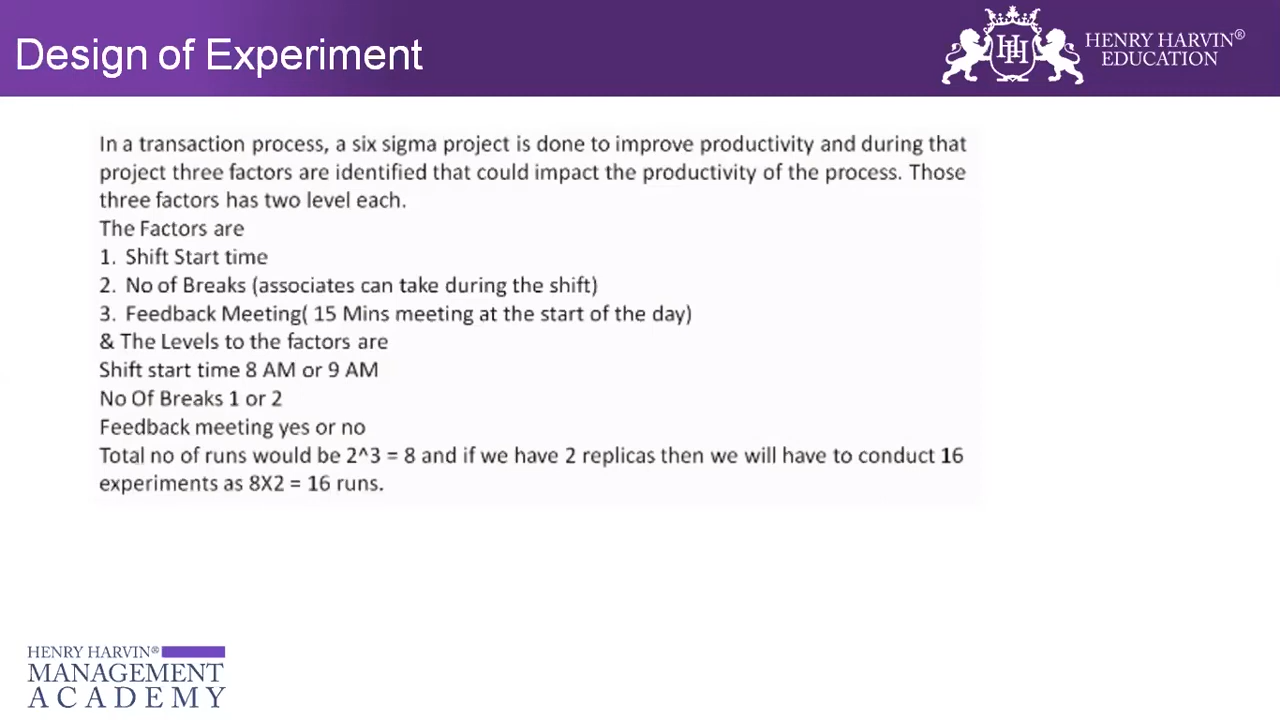 Design of Experiment
HENRY HARVIN®
EDUCATION
In a transaction process, a six sigma project is done to improve productivity and during that
project three factors are identified that could impact the productivity of the process. Those
three factors has two level each.
The Factors are
1. Shift Start time
2. No of Breaks (associates can take during the shift)
3. Feedback Meeting( 15 Mins meeting at the start of the day)
& The Levels to the factors are
Shift start time 8 AM or 9 AM
No Of Breaks 1 or 2
Feedback meeting yes or no
Total no of runs would be 2^3 = 8 and if we have 2 replicas then we will have to conduct 16
experiments as 8X2 = 16 runs.
HENRY HARVIN®
MANAGEMENT
ACADEMY